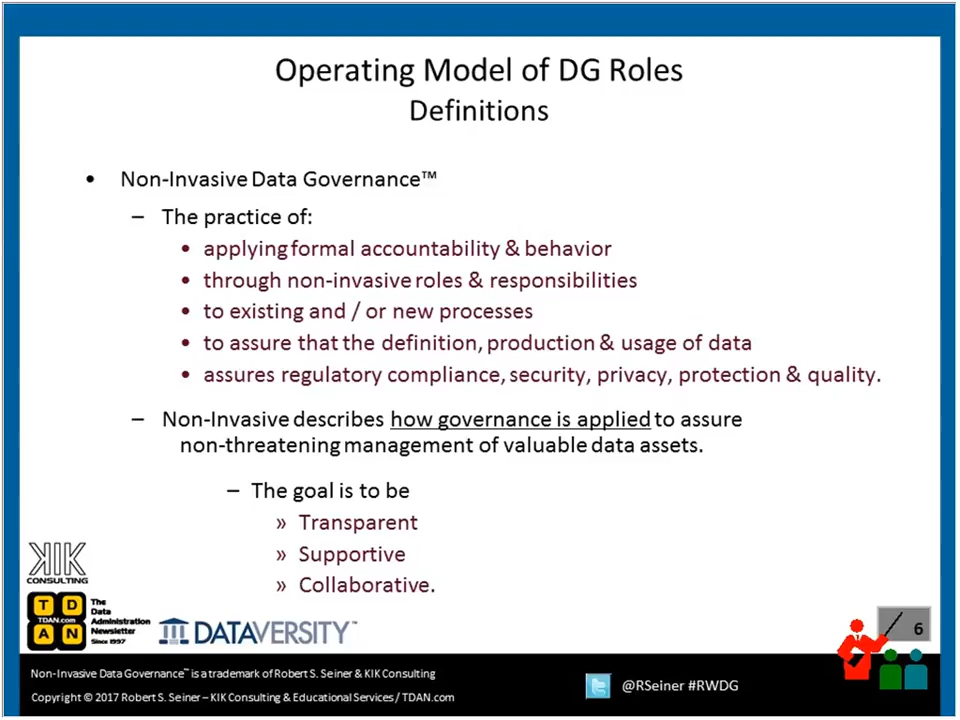 Operating Model of DG Roles
Definitions
• Non-Invasive Data Governance™
– The practice of:
• applying formal accountability & behavior
• through non-invasive roles & responsibilities
• to existing and / or new processes
• to assure that the definition, production & usage of data
• assures regulatory compliance, security, privacy, protection & quality.
– Non-Invasive describes how governance is applied to assure
non-threatening management of valuable data assets.
– The goal is to be
» Transparent
» Supportive
» Collaborative.
KIK
CONSULTING
T D
TDAN.com
A N
The
Data
Administration
Newsletter
Since 1997
DATAVERSITY™
6
Non-Invasive Data Governance™ is a trademark of Robert S. Seiner & KIK Consulting
Copyright © 2017 Robert S. Seiner – KIK Consulting & Educational Services / TDAN.com
@RSeiner #RWDG